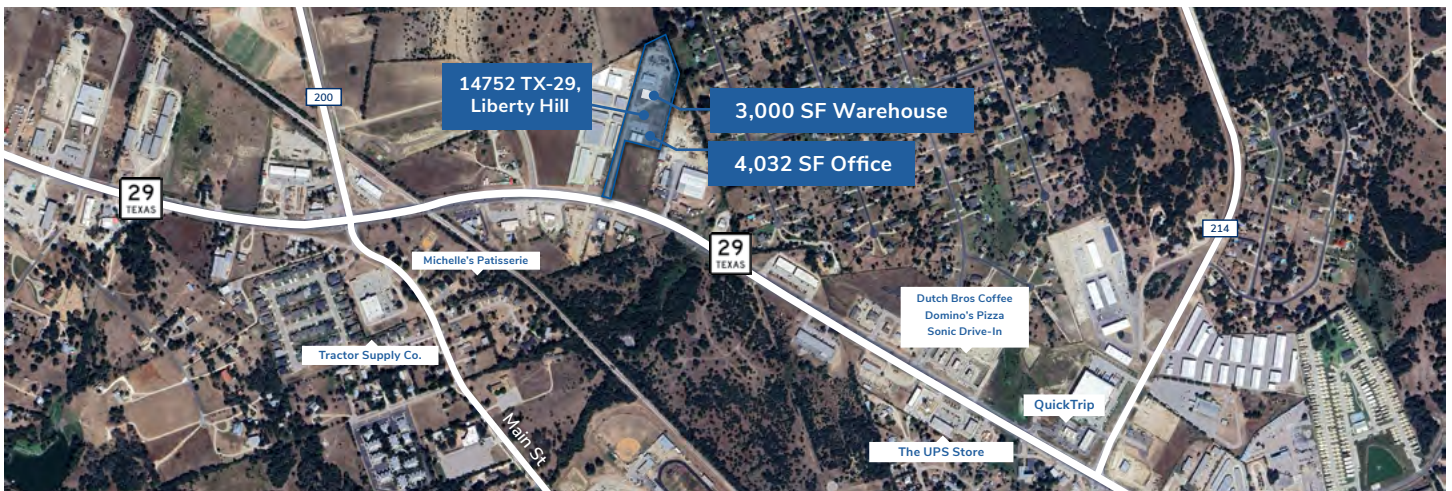 14752 TX-29,
Liberty Hill
3,000 SF Warehouse
4,032 SF Office
200
29
TEXAS
Michelle's Patisserie
29
TEXAS
214
Dutch Bros Coffee
Domino's Pizza
Sonic Drive-In
Tractor Supply Co.
QuickTrip
Main St
The UPS Store